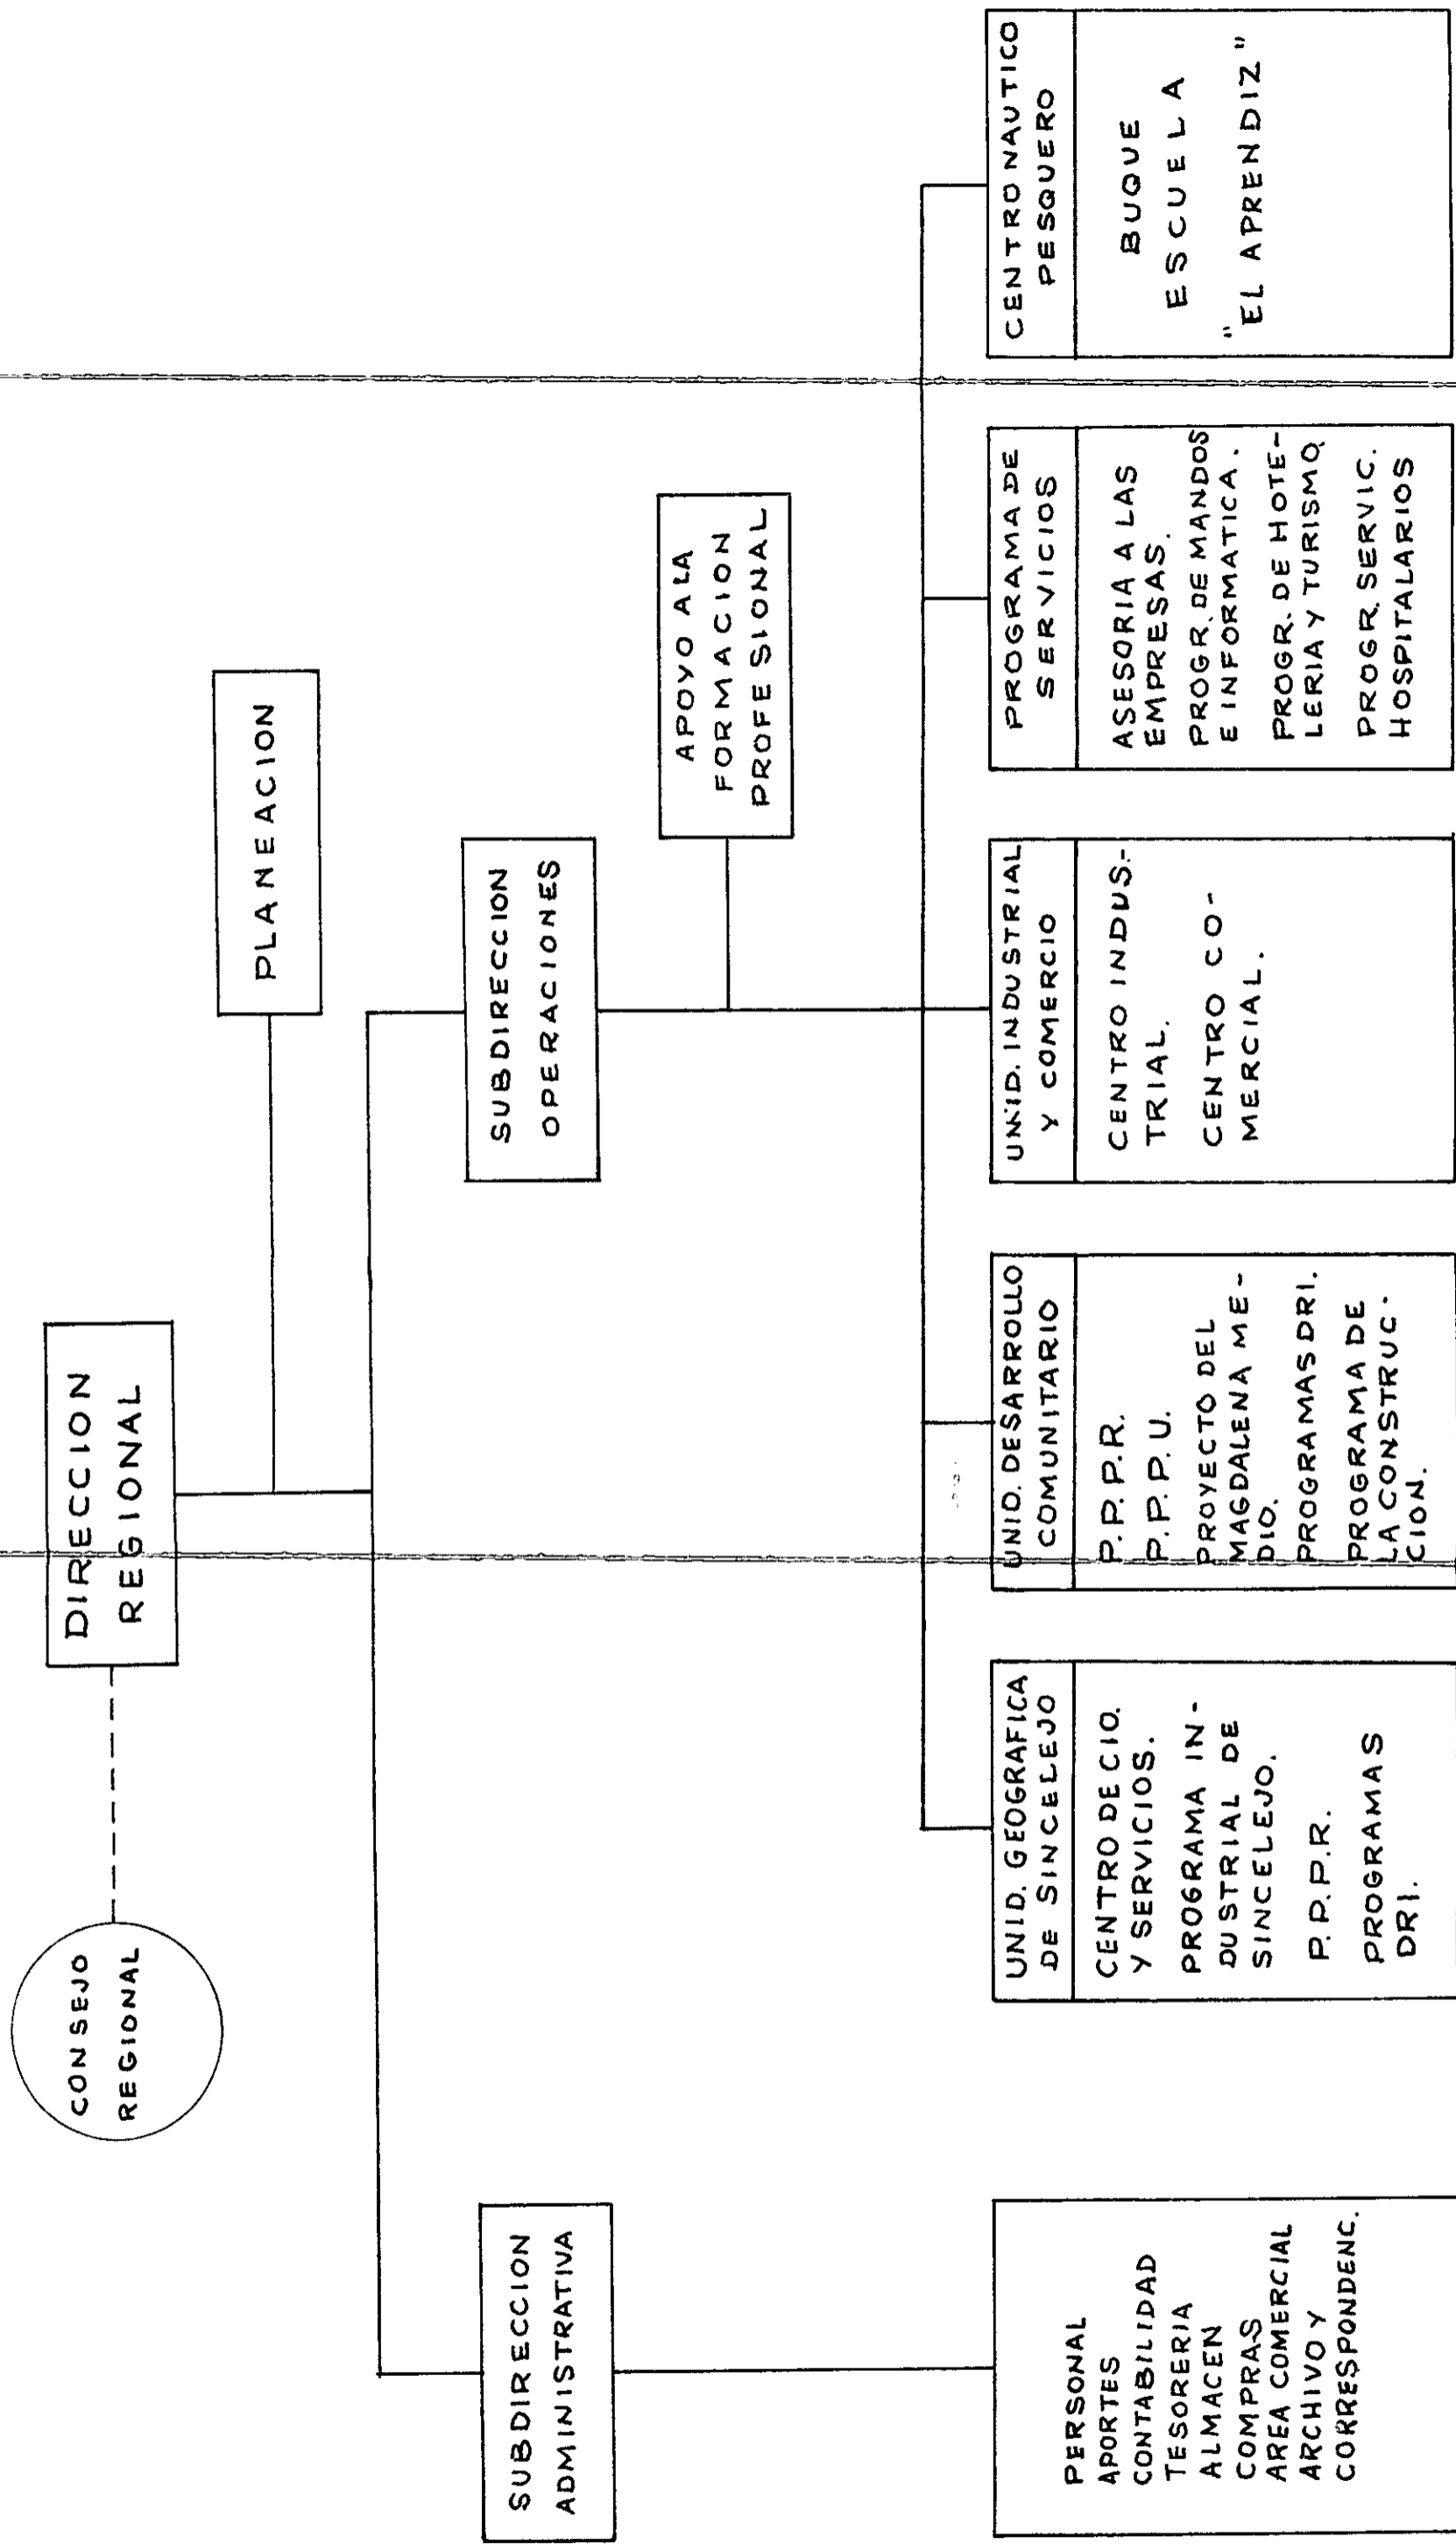 CONSEJO
REGIONAL
DIRECCION
REGIONAL
PLANEACION
SUBDIRECCION
ADMINISTRATIVA
SUBDIRECCION
OPERACIONES
APOYO A LA
FORMACION
PROFESIONAL
PERSONAL
APORTES
CONTABILIDAD
TESORERIA
ALMACEN
COMPRAS
AREA COMERCIAL
ARCHIVO Y
CORRESPONDENC.
UNID. GEOGRAFICA
DE SINCELEJO
CENTRO DE CIO.
Y SERVICIOS.
PROGRAMA IN-
DUSTRIAL DE
SINCELEJO.
P.P.P.R.
PROGRAMAS
DRI.
UNID. DESARROLLO
COMUNITARIO
P.P.P.R.
P.P.P.U.
PROYECTO DEL
MAGDALENA ME-
DIO.
PROGRAMAS DRI.
PROGRAMA DE
LA CONSTRUC-
CION.
UNID. INDUSTRIAL
Y COMERCIO
CENTRO INDUS-
TRIAL.
CENTRO CO-
MERCIAL.
PROGRAMA DE
SERVICIOS
ASESORIA A LAS
EMPRESAS.
PROGR. DE MANDOS
E INFORMATICA.
PROGR. DE HOTE-
LERIA Y TURISMO.
PROGR. SERVIC.
HOSPITALARIOS
CENTRO NAUTICO
PESQUERO
BUQUE
ESCUELA
"EL APRENDIZ"